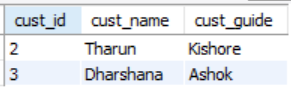 cust_id cust_name cust_guide
2 Tharun Kishore
3 Dharshana Ashok